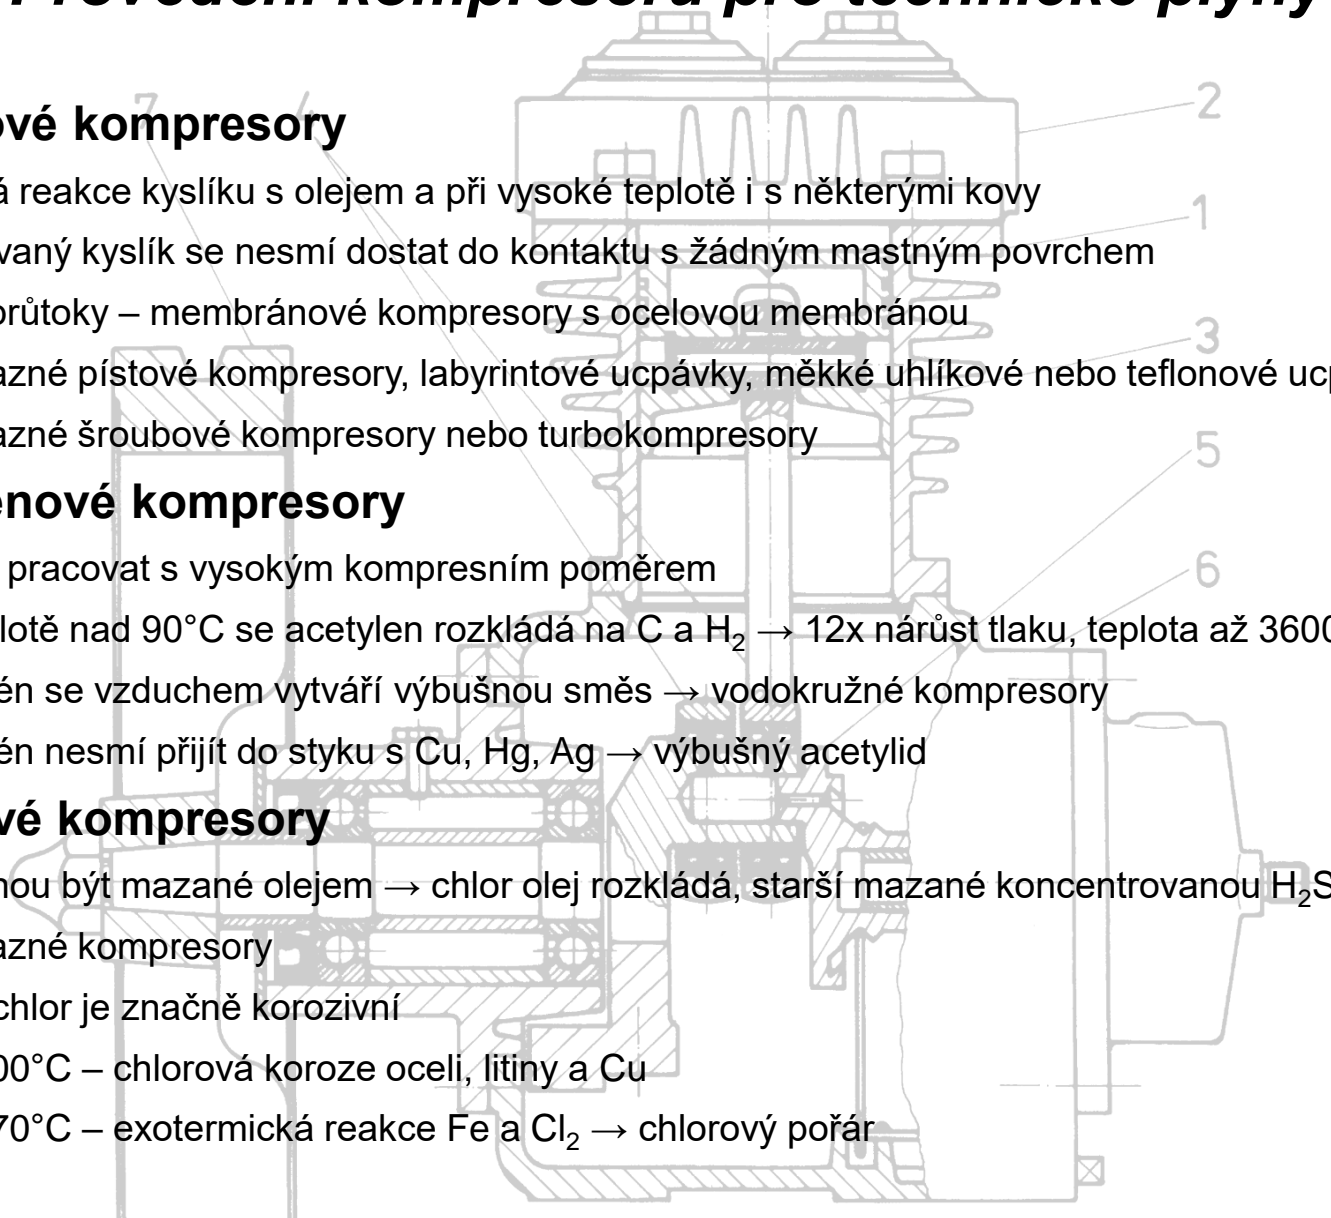 Provedení kompresorů pro technické plyny
ové kompresory
á reakce kyslíku s olejem a při vysoké teplotě i s některými kovy
vaný kyslík se nesmí dostat do kontaktu s žádným mastným povrchem
průtoky – membránové kompresory s ocelovou membránou
azné pístové kompresory, labyrintové ucpávky, měkké uhlíkové nebo teflonové ucp
azné šroubové kompresory nebo turbokompresory
enové kompresory
pracovat s vysokým kompresním poměrem
lotě nad 90°C se acetylen rozkládá na C a H₂ → 12x nárůst tlaku, teplota až 3600
én se vzduchem vytváří výbušnou směs → vodokružné kompresory
én nesmí přijít do styku s Cu, Hg, Ag → výbušný acetylid
vé kompresory
nou být mazané olejem → chlor olej rozkládá, starší mazané koncentrovanou H₂S
azné kompresory
chlor je značně korozivní
00°C – chlorová koroze oceli, litiny a Cu
70°C – exotermická reakce Fe a Cl₂ → chlorový požár
7
4
2
1
3
5
6